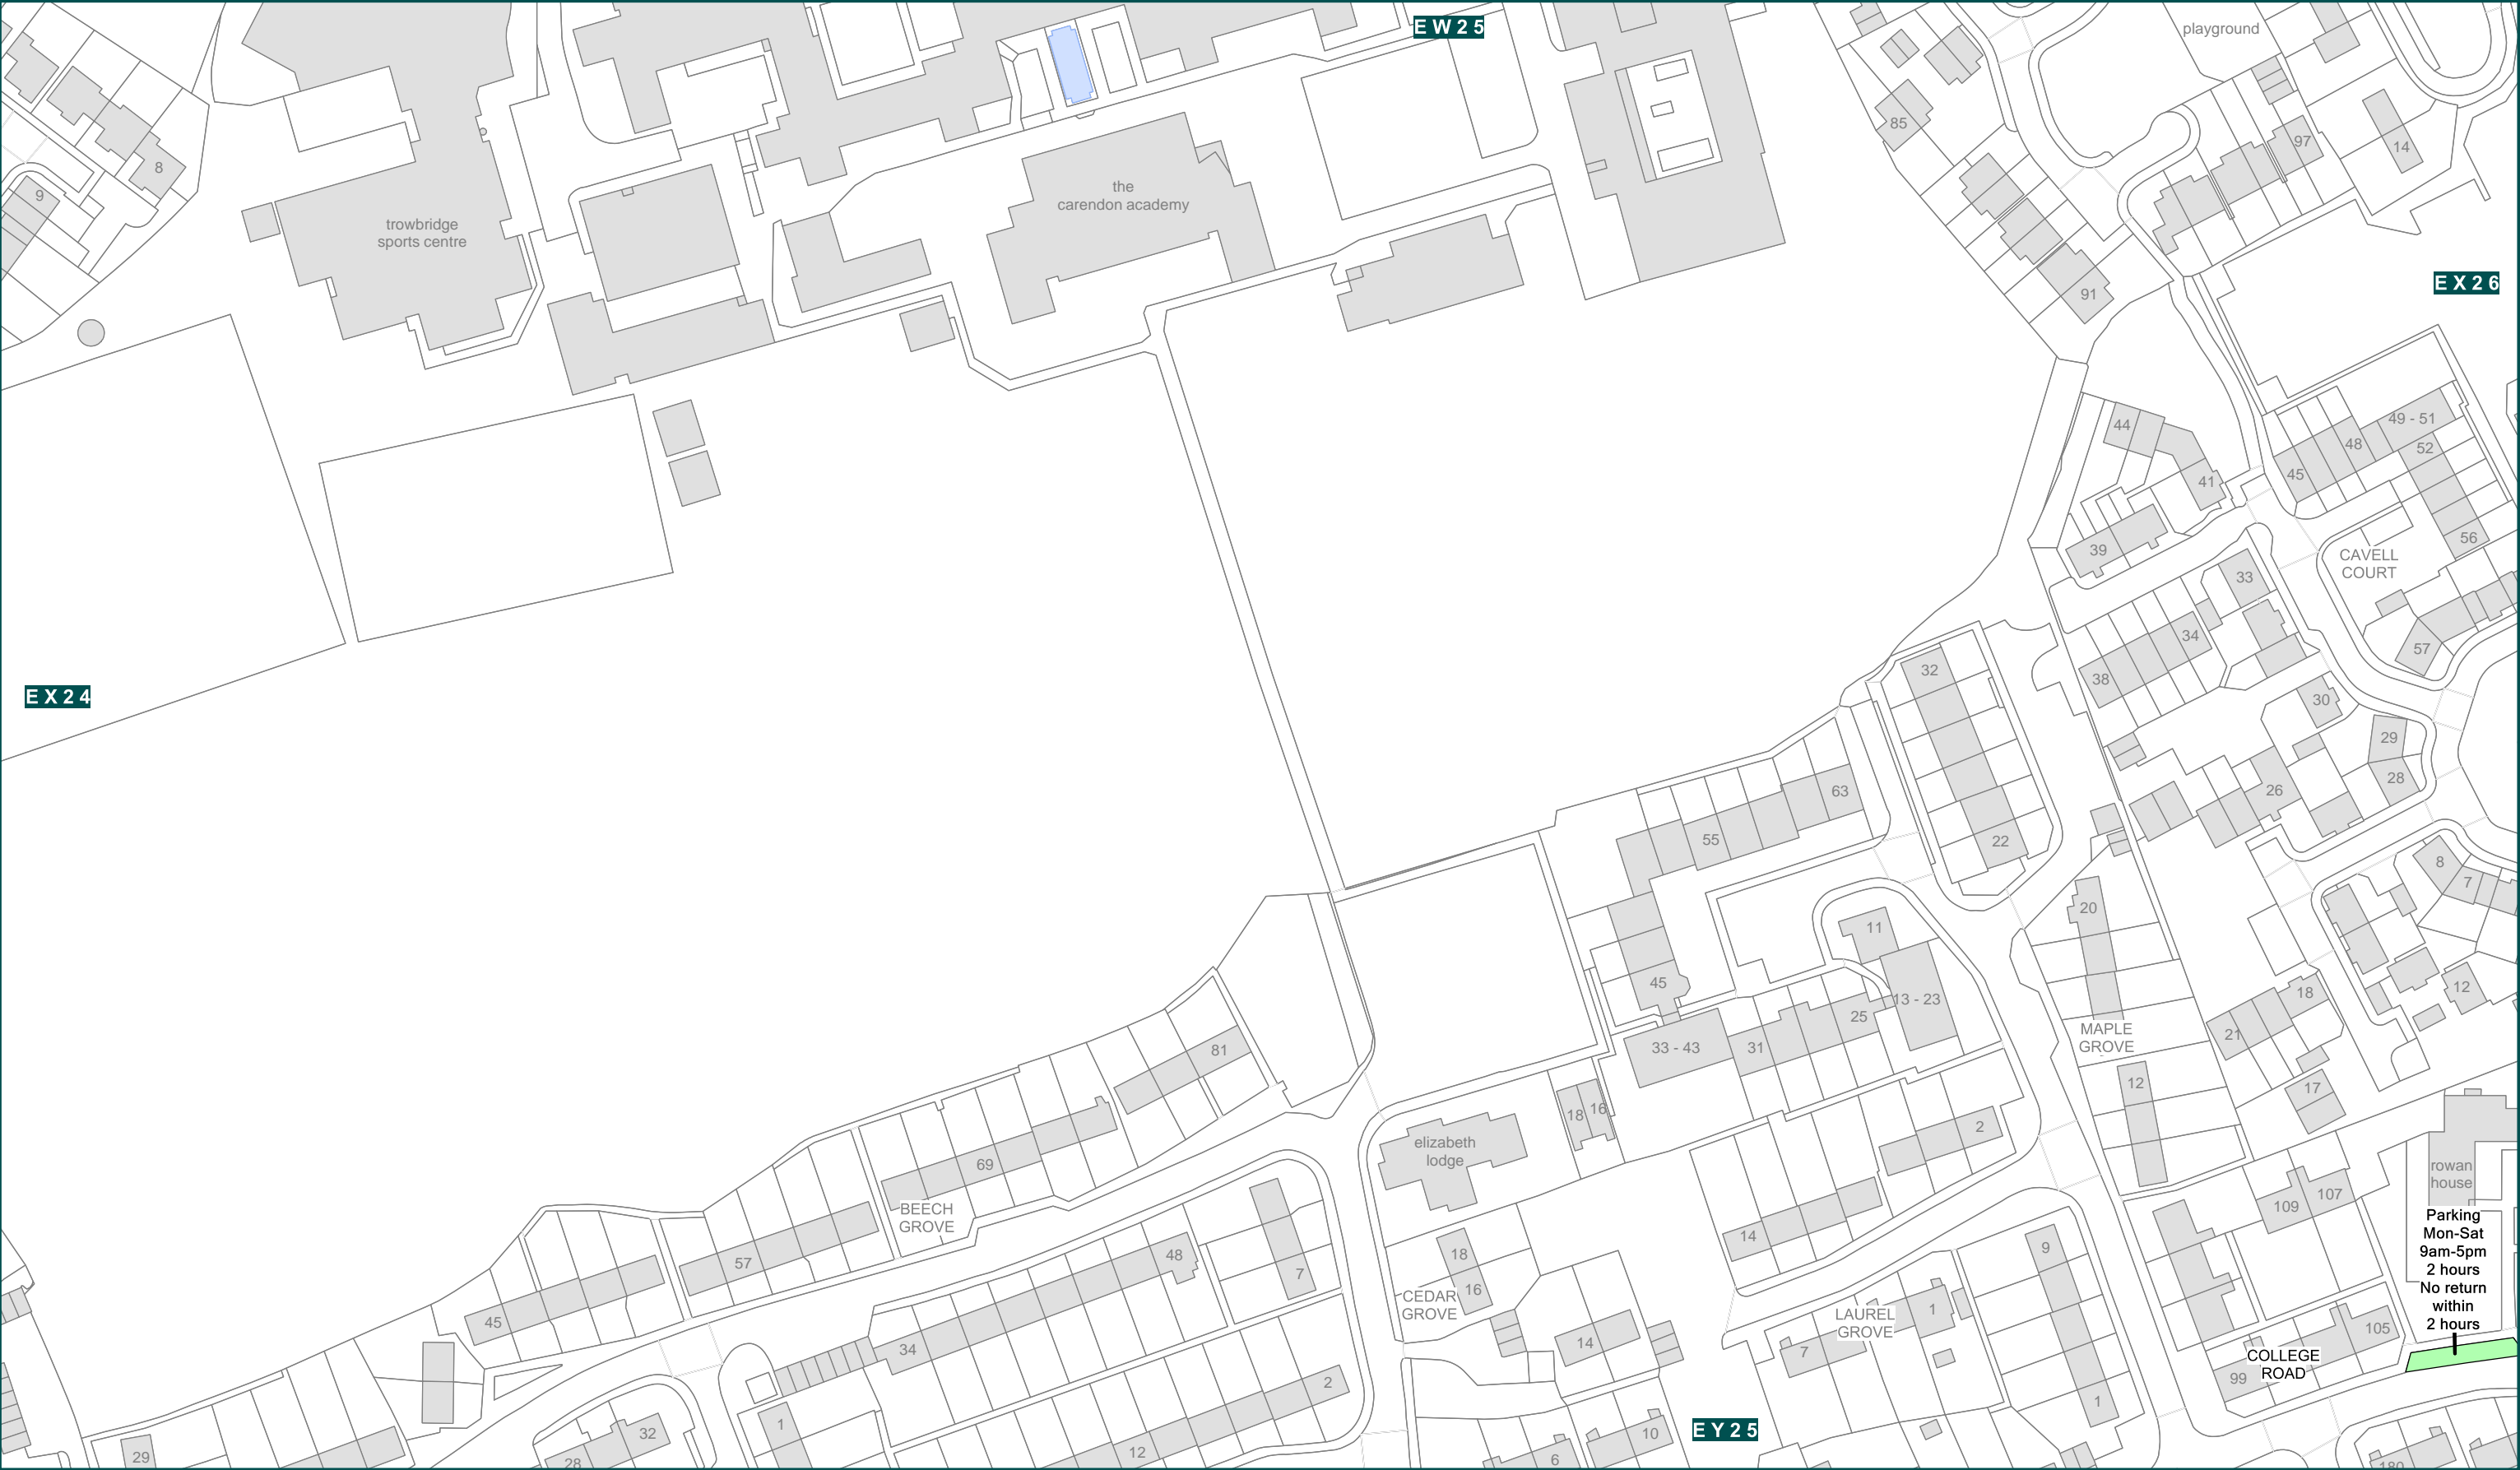 EW25
playground
85
97
14
8
9
the
carendon academy
trowbridge
sports centre
EX26
91
44
49 - 51
48
52
45
41
39
56
CAVELL
COURT
33
34
57
32
38
30
EX24
29
28
63
26
55
22
8
7
20
11
45
13 - 23
12
18
25
21
MAPLE
GROVE
33 - 43
31
81
12
17
18
16
2
elizabeth
lodge
69
rowan
house
107
109
BEECH
GROVE
Parking
Mon-Sat
9am-5pm
2 hours
No return
within
2 hours
14
9
48
18
57
7
16
CEDAR
GROVE
LAUREL
GROVE
1
45
105
14
34
7
COLLEGE
ROAD
99
2
1
1
EY25
32
10
12
29
28
6
180